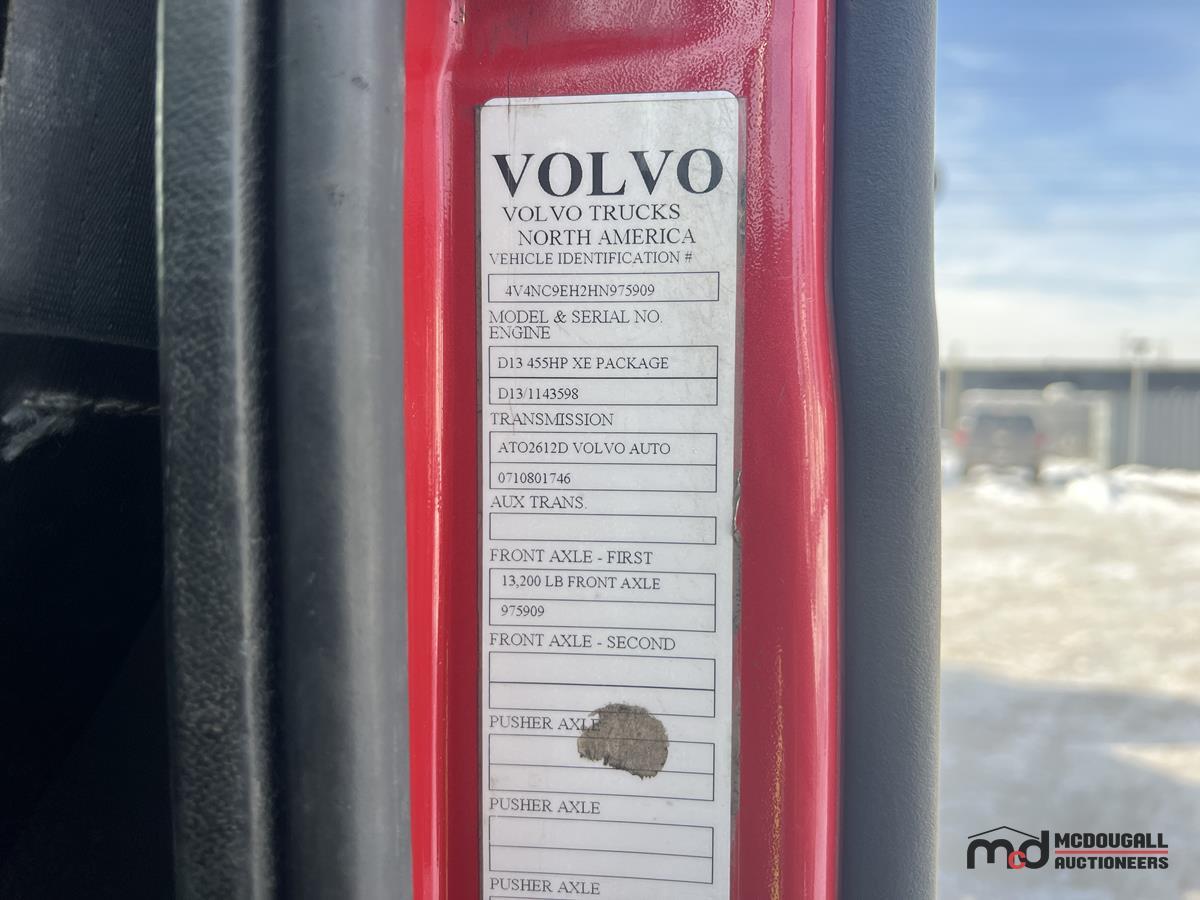 VOLVO
VOLVO TRUCKS
NORTH AMERICA
VEHICLE IDENTIFICATION #
4V4NC9EH2HN975909
MODEL & SERIAL NO.
ENGINE
D13 455HP XE PACKAGE
D13/1143598
TRANSMISSION
ATO2612D VOLVO AUTO
0710801746
AUX TRANS.
FRONT AXLE - FIRST
13,200 LB FRONT AXLE
975909
FRONT AXLE - SECOND
PUSHER AXLE
PUSHER AXLE
PUSHER AXLE
mcd MCDOUGALL
AUCTIONEERS